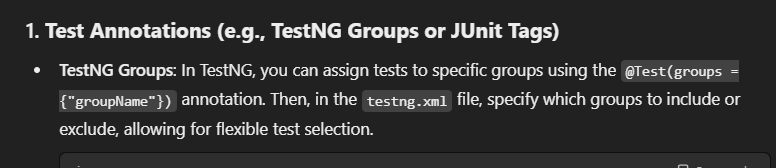 1. Test Annotations (e.g., TestNG Groups or JUnit Tags)
• TestNG Groups: In TestNG, you can assign tests to specific groups using the @Test(groups =
{"groupName"}) annotation. Then, in the testng.xml file, specify which groups to include or
exclude, allowing for flexible test selection.